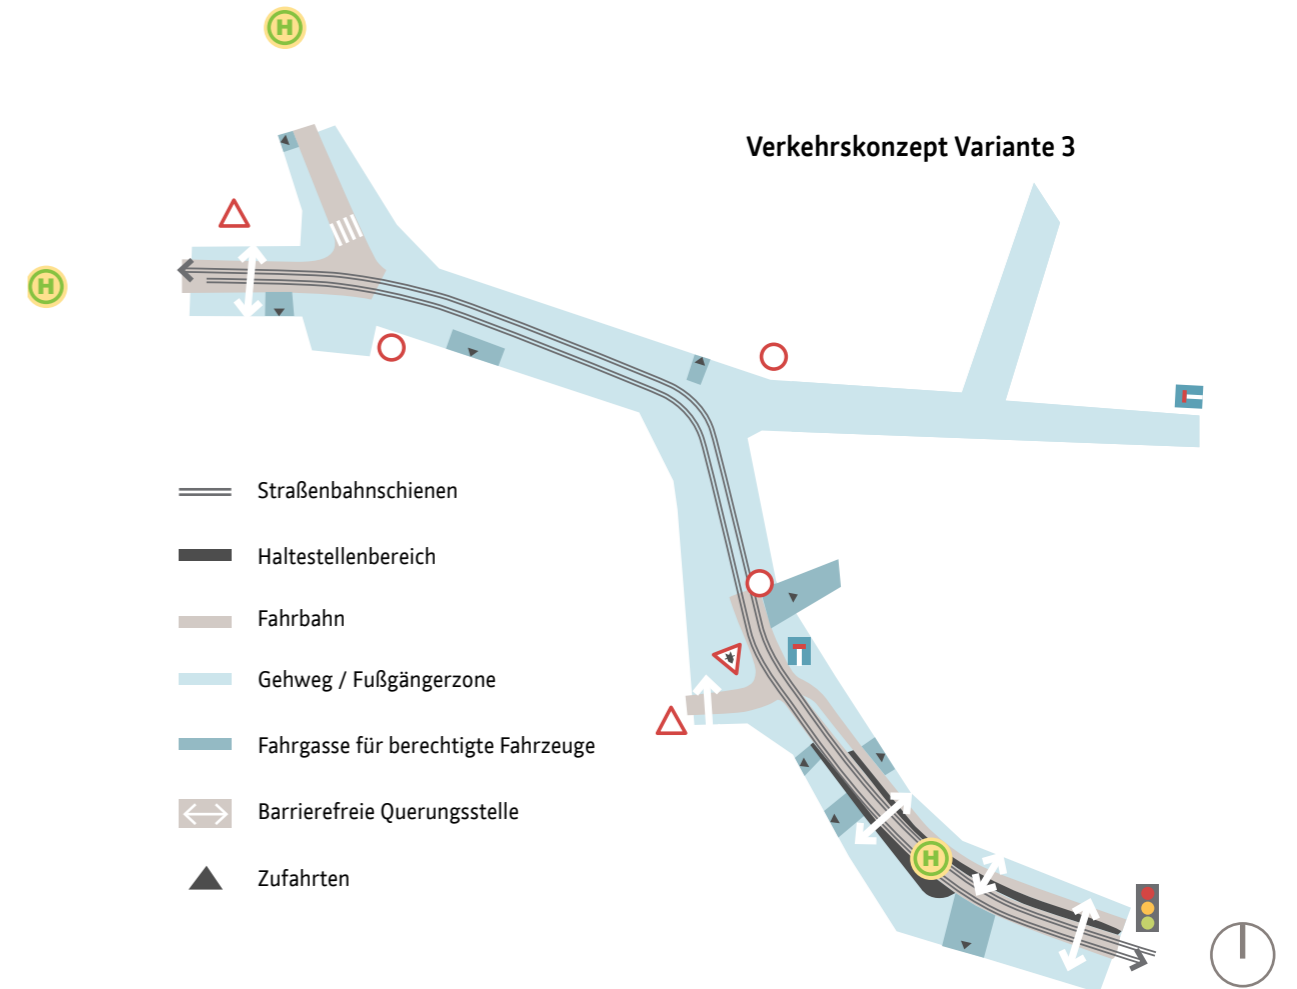 H
Verkehrskonzept Variante 3
H
Straßenbahnschienen
Haltestellenbereich
Fahrbahn
Gehweg / Fußgängerzone
Fahrgasse für berechtigte Fahrzeuge
Barrierefreie Querungsstelle
H
Zufahrten